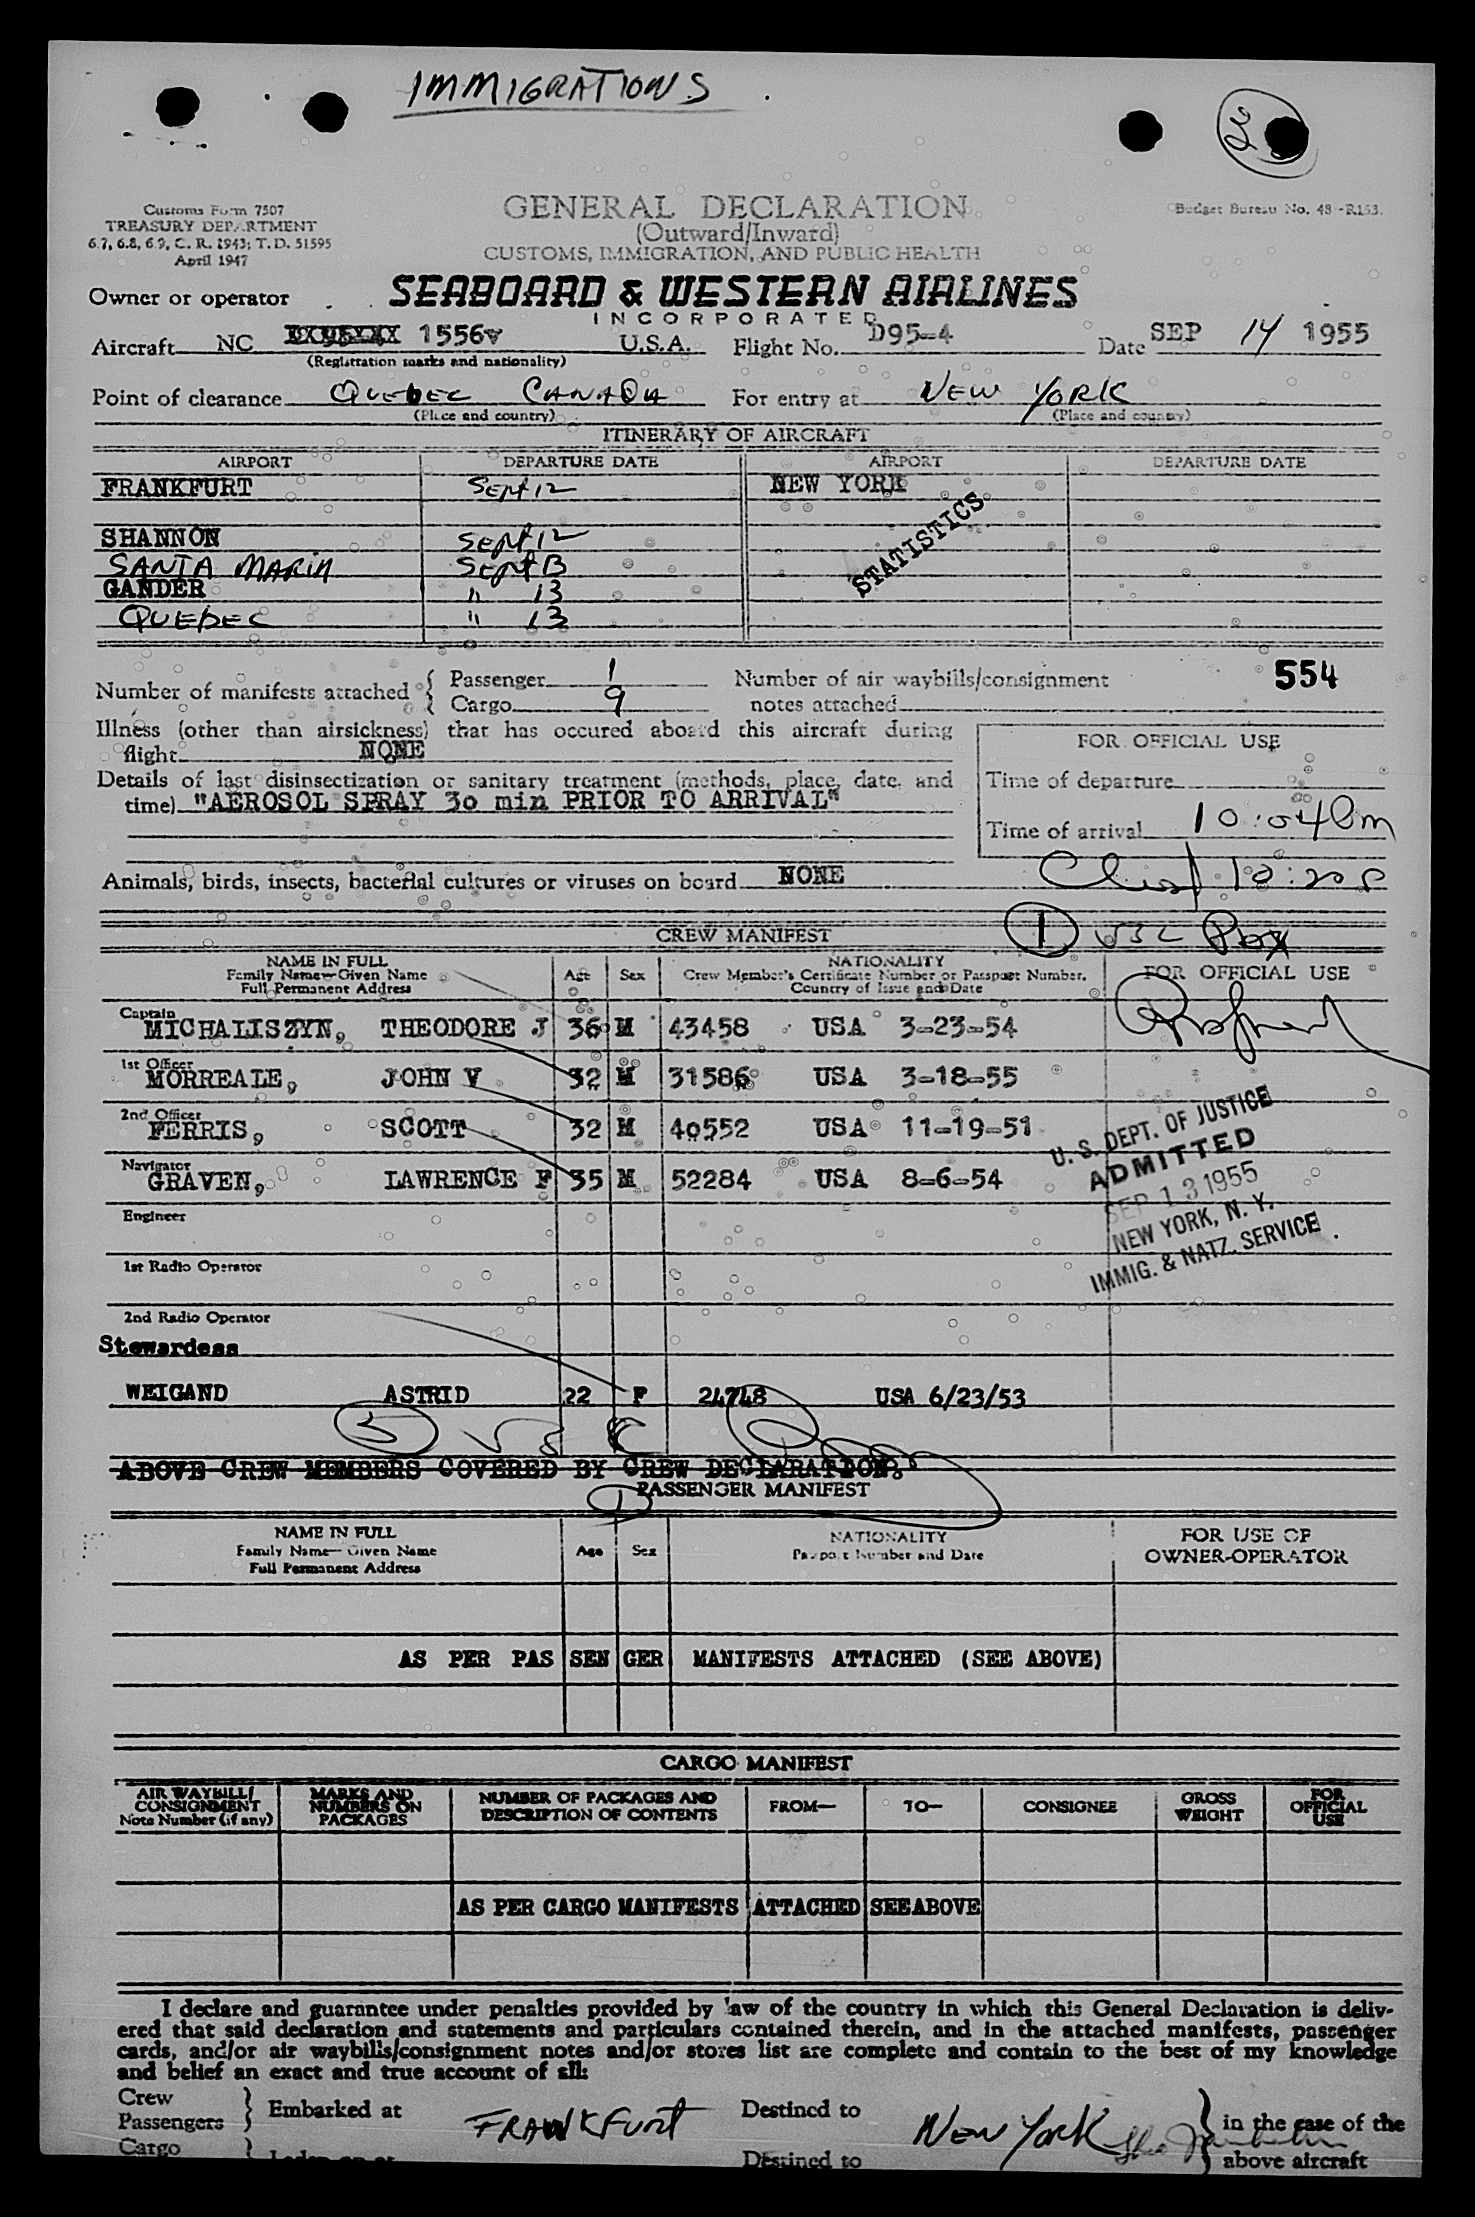 IMMIGRATIONS
Customs Form 7507
TREASURY DEPARTMENT
6.7, 6.8, 6.9, C. R. 1943; T. D. 51595
April 1947
GENERAL DECLARATION
(Outward/Inward)
CUSTOMS, IMMIGRATION, AND PUBLIC HEALTH
Budget Bureau No. 48-R153.
Owner or operator SEABOARD & WESTERN AIRLINES
INCORPORATED
Aircraft NC 1556V U.S.A. Flight No. D95-4 Date SEP 14 1955
(Registration marks and nationality)
Point of clearance QUEBEC CANADA For entry at NEW YORK
(Place and country) (Place and country)
ITINERARY OF AIRCRAFT
AIRPORT DEPARTURE DATE AIRPORT DEPARTURE DATE
FRANKFURT SEPT 12 NEW YORK
STATISTICS
SHANNON SEPT 12
SANTA MARIA SEPT 13
GANDER " 13
QUEBEC " 13
Number of manifests attached { Passenger 1
Cargo 9
Number of air waybills/consignment
notes attached
554
Illness (other than airsickness) that has occured aboard this aircraft during
flight NONE
Details of last disinsectization or sanitary treatment (methods, place, date, and
time) "AEROSOL SPRAY 30 min PRIOR TO ARRIVAL"
FOR OFFICIAL USE
Time of departure
Time of arrival 10:04 Pm
Animals, birds, insects, bacterial cultures or viruses on board NONE
10:20 P
1
CREW MANIFEST
NAME IN FULL
Family Name—Given Name
Full Permanent Address
Age Sex
NATIONALITY
Crew Member's Certificate Number or Passport Number,
Country of Issue and Date
FOR OFFICIAL USE
Captain
MICHALISZYN, THEODORE J 36 M 43458 USA 3-23-54
1st Officer
MORREALE, JOHN V 32 M 31586 USA 3-18-55
2nd Officer
FERRIS, SCOTT 32 M 40552 USA 11-19-51
Navigator
GRAVEN, LAWRENCE F 35 M 52284 USA 8-6-54
U. S. DEPT. OF JUSTICE
ADMITTED
SEP 13 1955
NEW YORK, N. Y.
IMMIG. & NATZ. SERVICE
Engineer
1st Radio Operator
2nd Radio Operator
Stewardess
WEIGAND ASTRID 22 F 24748 USA 6/23/53
5
ABOVE CREW MEMBERS COVERED BY CREW DECLARATION.
1
PASSENGER MANIFEST
NAME IN FULL
Family Name—Given Name
Full Permanent Address
Age Sex
NATIONALITY
Passport Number and Date
FOR USE OF
OWNER-OPERATOR
AS PER PAS SEN GER MANIFESTS ATTACHED (SEE ABOVE)
CARGO MANIFEST
AIR WAYBILL/
CONSIGNMENT
Note Number (if any)
MARKS AND
NUMBERS ON
PACKAGES
NUMBER OF PACKAGES AND
DESCRIPTION OF CONTENTS
FROM— TO— CONSIGNEE
GROSS
WEIGHT
FOR
OFFICIAL
USE
AS PER CARGO MANIFESTS ATTACHED SEE ABOVE
I declare and guarantee under penalties provided by law of the country in which this General Declaration is deliv-
ered that said declaration and statements and particulars contained therein, and in the attached manifests, passenger
cards, and/or air waybills/consignment notes and/or stores list are complete and contain to the best of my knowledge
and belief an exact and true account of all:
Crew
Passengers } Embarked at FRANKFURT Destined to NEW YORK } in the case of the
Cargo } Destined to above aircraft